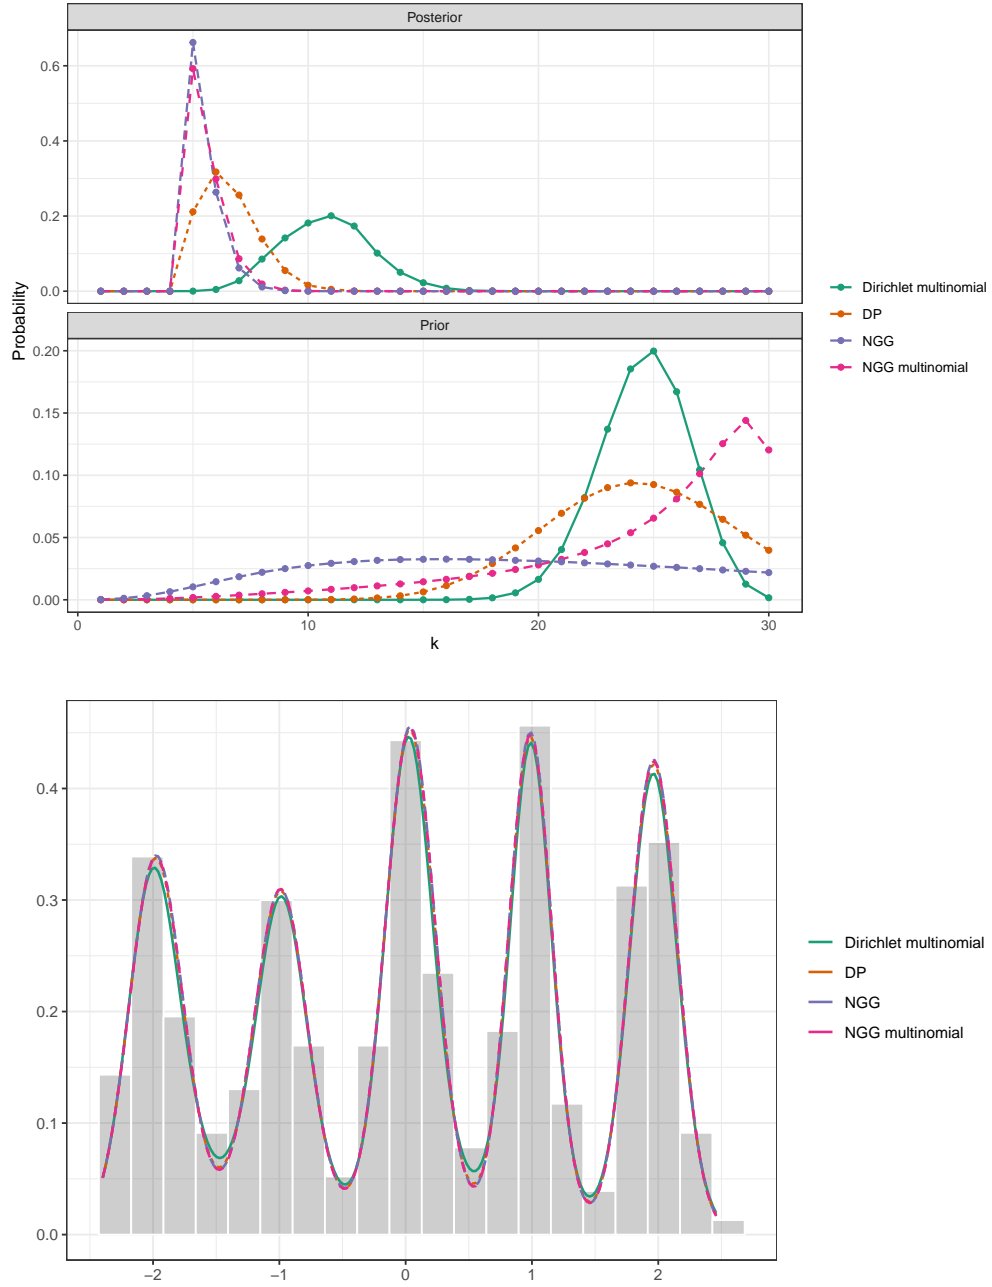 Posterior
0.6
0.4
0.2
0.0
Probability
Prior
0.20
0.15
0.10
0.05
0.00
0 10 20 30
k
Dirichlet multinomial
DP
NGG
NGG multinomial
0.4
0.3
0.2
0.1
0.0
−2 −1 0 1 2
Dirichlet multinomial
DP
NGG
NGG multinomial